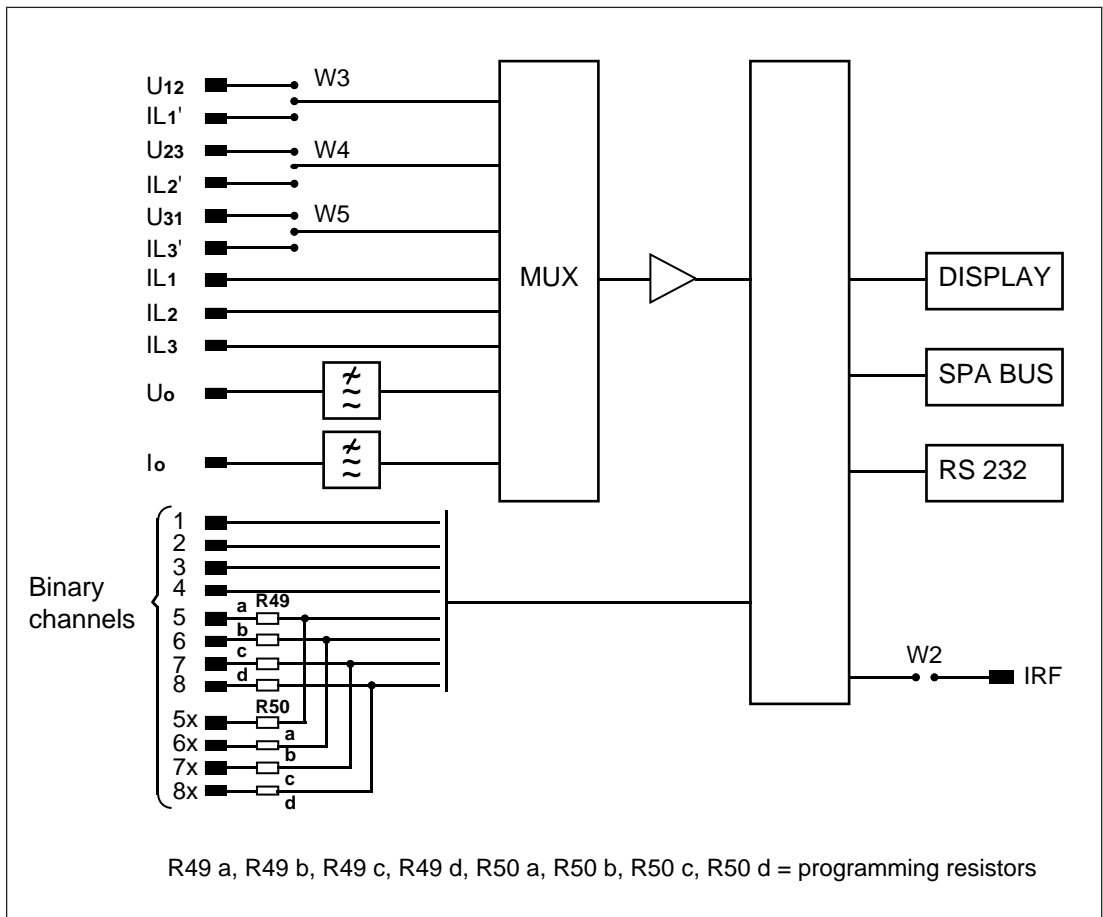 U12
W3
IL1'
U23
W4
IL2'
U31
W5
IL3'
IL1
IL2
IL3
Uo
Io
MUX
DISPLAY
SPA BUS
RS 232
W2
IRF
Binary
channels
1
2
3
4
5
a
R49
6
b
7
c
8
d
5x
R50
6x
a
7x
b
8x
c
d
R49 a, R49 b, R49 c, R49 d, R50 a, R50 b, R50 c, R50 d = programming resistors